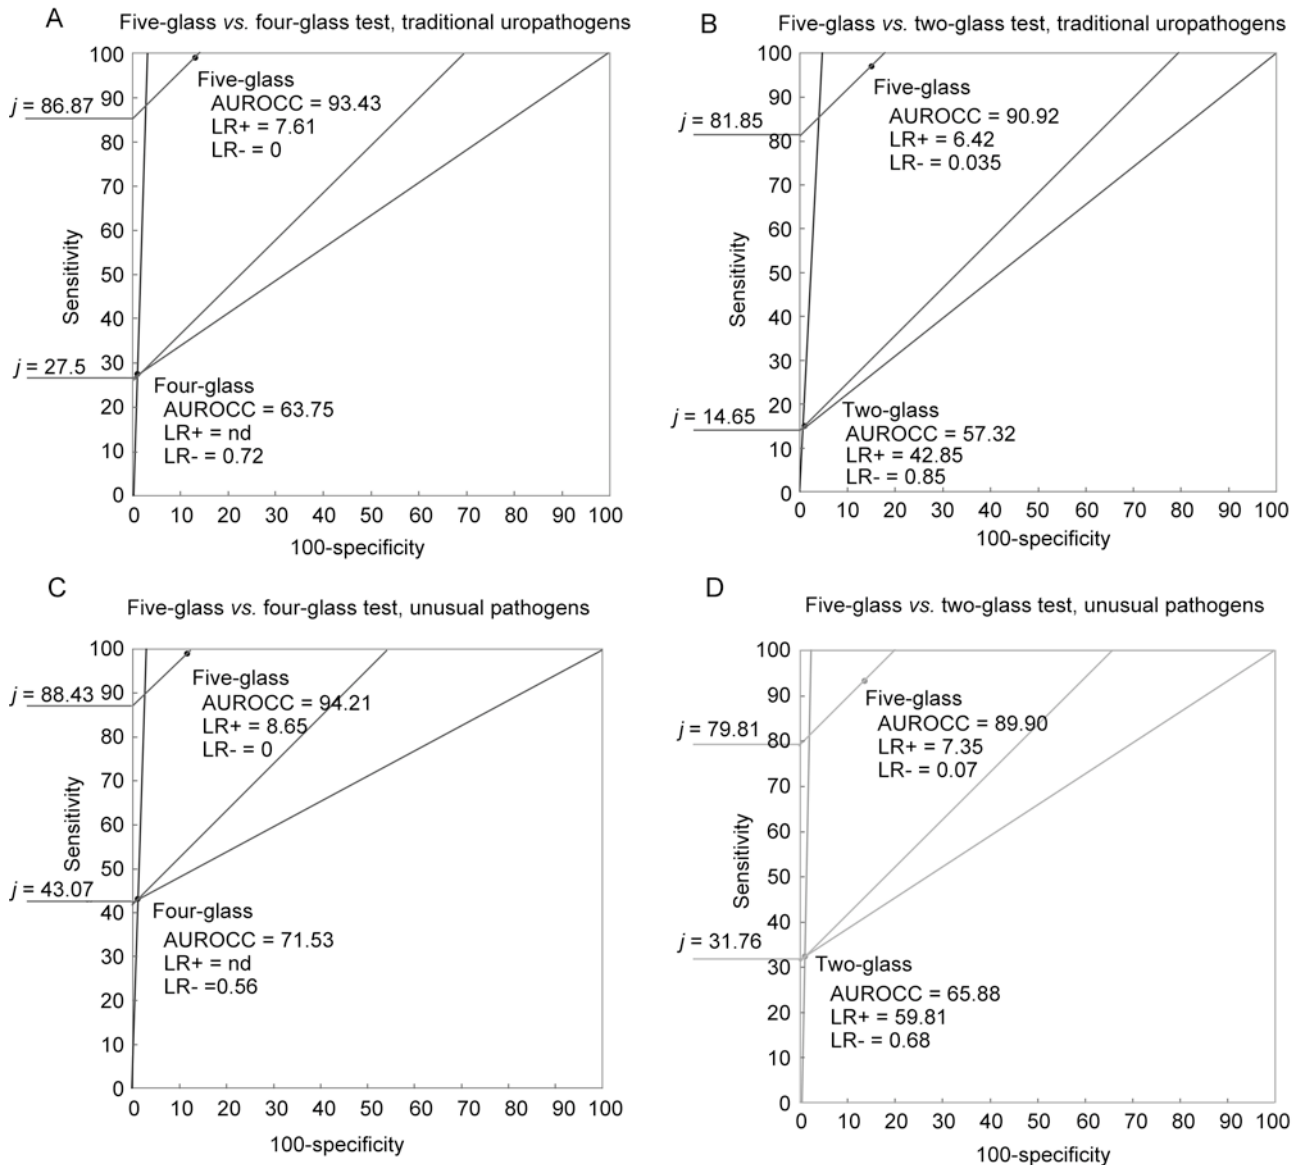 A
Five-glass vs. four-glass test, traditional uropathogens
100
90
80
70
60
50
40
30
20
10
0
Sensitivity
j = 86.87
j = 27.5
Five-glass
AUROCC = 93.43
LR+ = 7.61
LR- = 0
Four-glass
AUROCC = 63.75
LR+ = nd
LR- = 0.72
0 10 20 30 40 50 60 70 80 90 100
100-specificity
B
Five-glass vs. two-glass test, traditional uropathogens
100
90
80
70
60
50
40
30
20
10
0
Sensitivity
j = 81.85
j = 14.65
Five-glass
AUROCC = 90.92
LR+ = 6.42
LR- = 0.035
Two-glass
AUROCC = 57.32
LR+ = 42.85
LR- = 0.85
0 10 20 30 40 50 60 70 80 90 100
100-specificity
C
Five-glass vs. four-glass test, unusual pathogens
100
90
80
70
60
50
40
30
20
10
0
Sensitivity
j = 88.43
j = 43.07
Five-glass
AUROCC = 94.21
LR+ = 8.65
LR- = 0
Four-glass
AUROCC = 71.53
LR+ = nd
LR- =0.56
0 10 20 30 40 50 60 70 80 90 100
100-specificity
D
Five-glass vs. two-glass test, unusual pathogens
100
90
80
70
60
50
40
30
20
10
0
Sensitivity
j = 79.81
j = 31.76
Five-glass
AUROCC = 89.90
LR+ = 7.35
LR- = 0.07
Two-glass
AUROCC = 65.88
LR+ = 59.81
LR- = 0.68
0 10 20 30 40 50 60 70 80 90 100
100-specificity